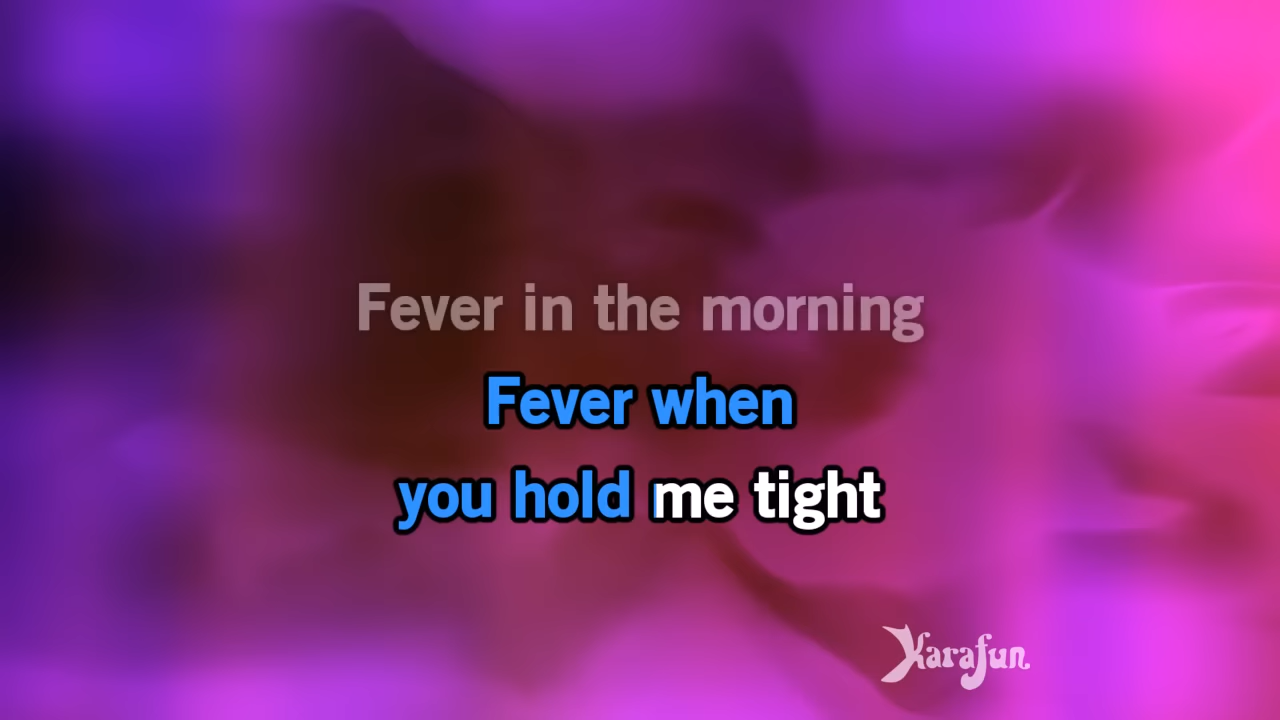 Fever in the morning
Fever when
you hold me tight
Karafun